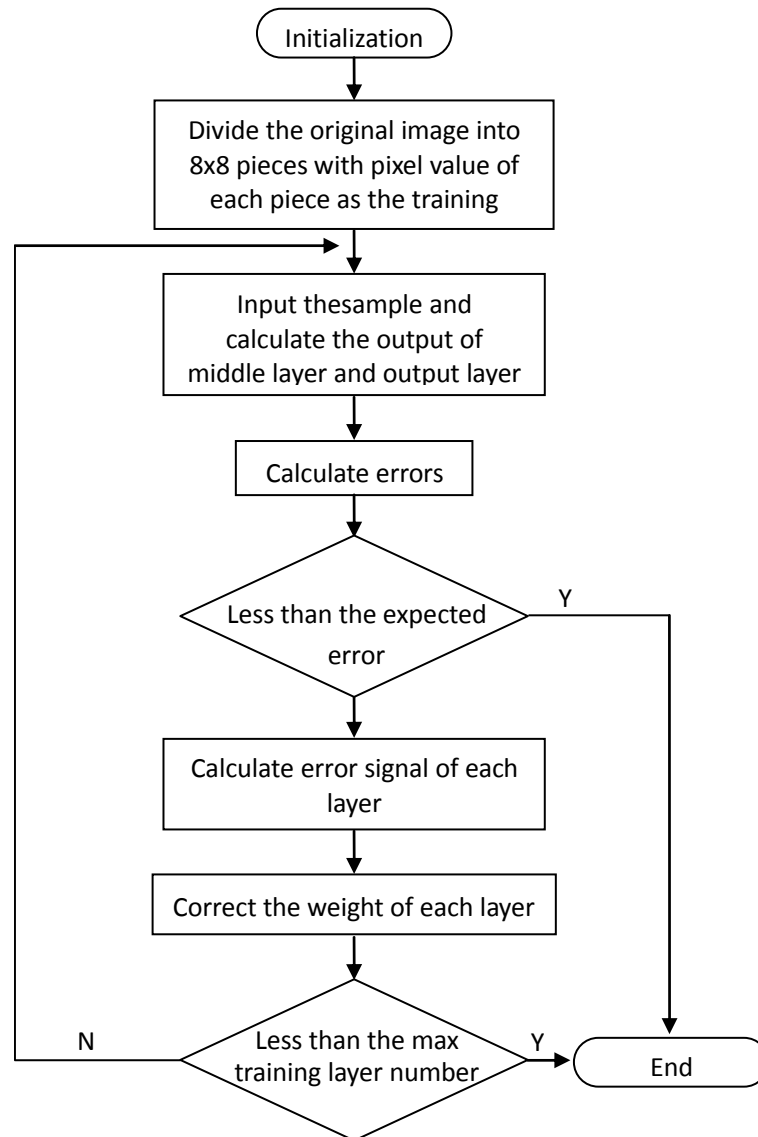 Initialization
Divide the original image into
8x8 pieces with pixel value of
each piece as the training
Input thesample and
calculate the output of
middle layer and output layer
Calculate errors
Less than the expected
error
Y
Calculate error signal of each
layer
Correct the weight of each layer
Less than the max
training layer number
N
Y
End